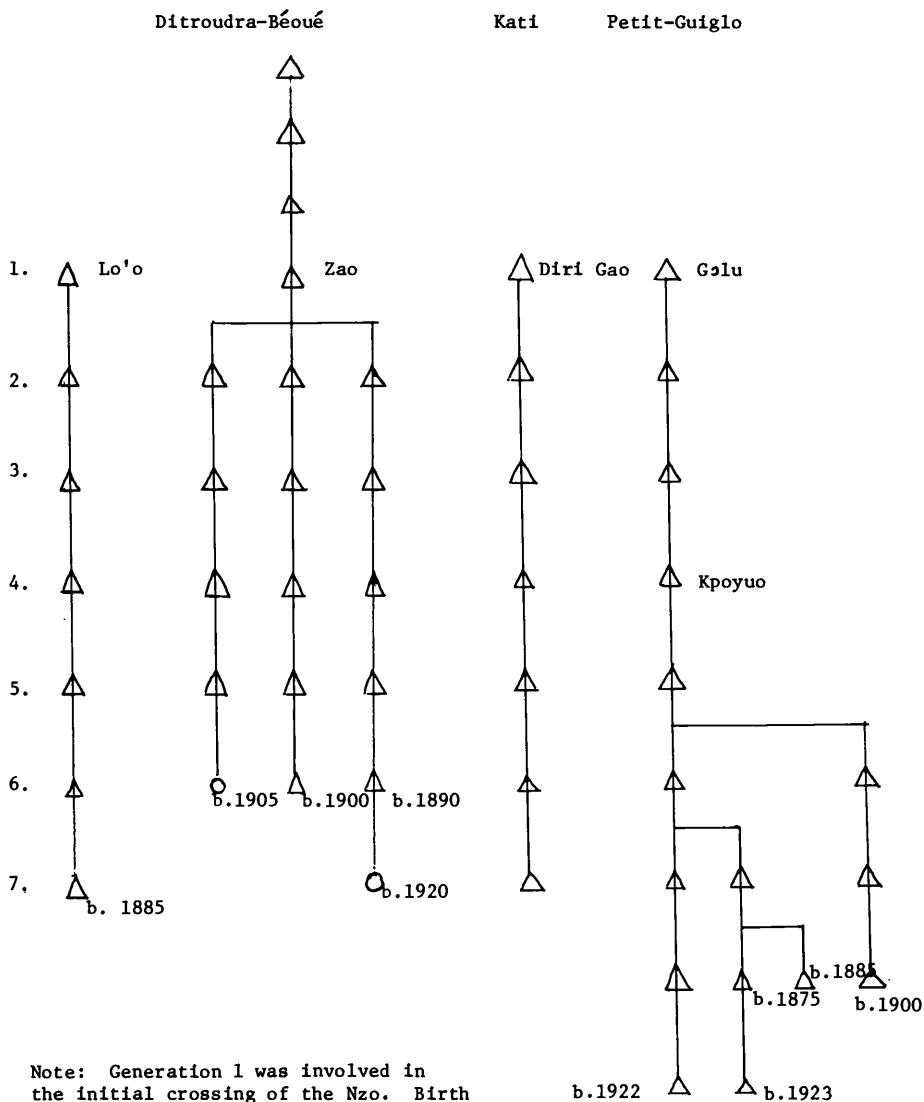 Ditroudra-Béoué Kati Petit-Guiglo
1. Lo'o Zao Diri Gao Gɔlu
2.
3.
4. Kpoyuo
5.
6. b.1905 b.1900 b.1890
7. b. 1885 b.1920
b.1885
b.1875 b.1900
Note: Generation 1 was involved in
the initial crossing of the Nzo. Birth
b.1922 b.1923